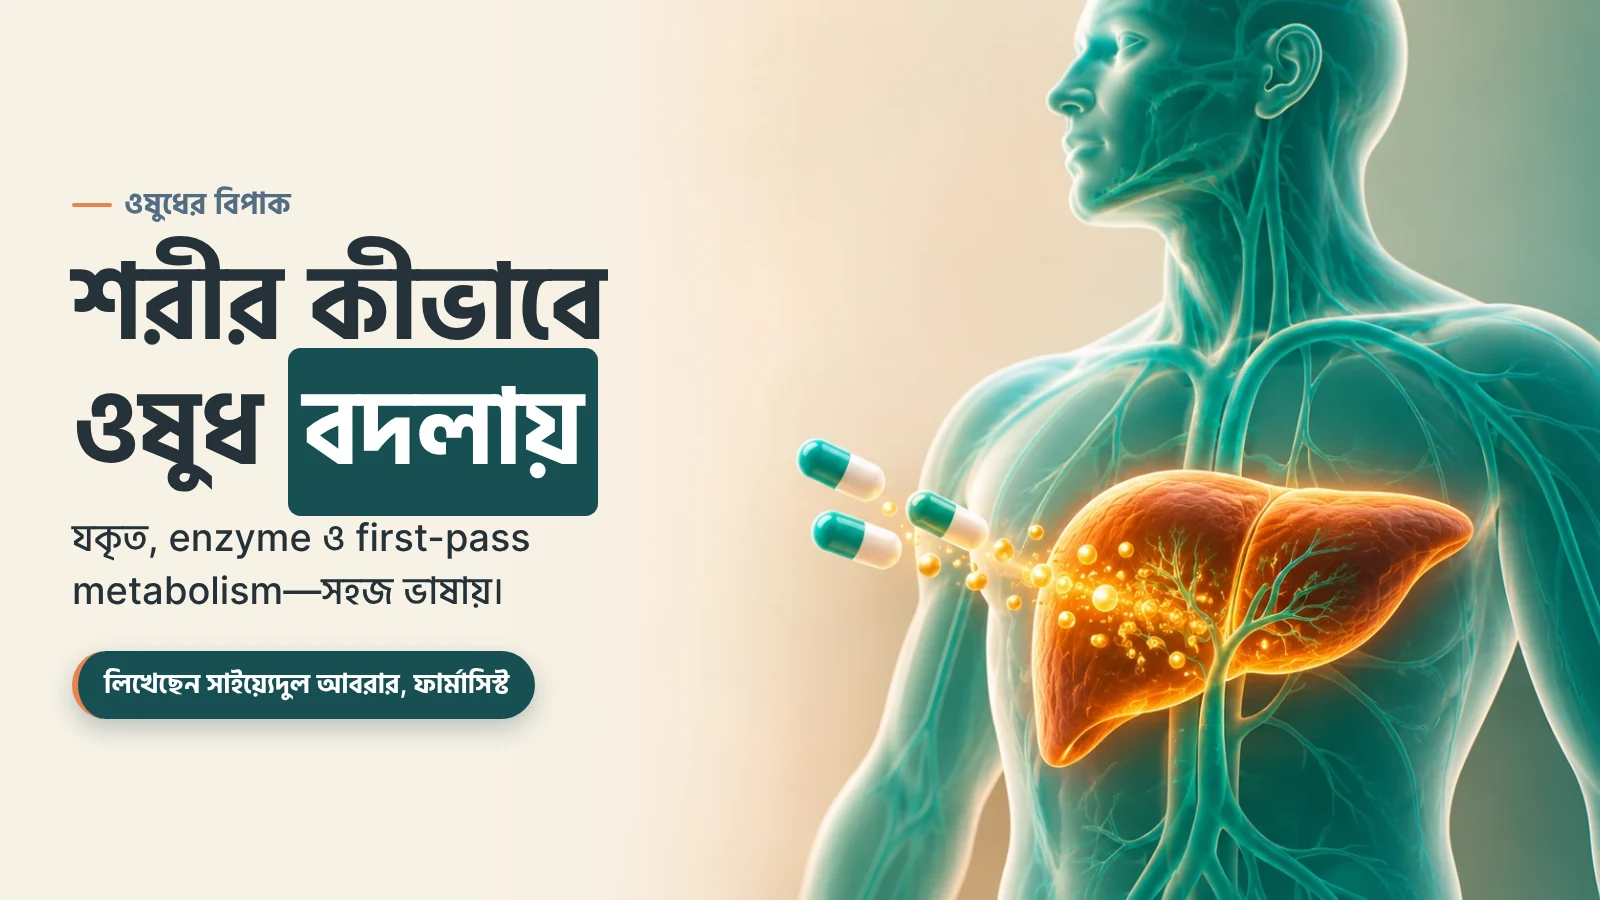 ওষুধের বিপাক
শরীর কীভাবে
ওষুধ বদলায়
যকৃত, enzyme ও first-pass
metabolism—সহজ ভাষায়।
লিখেছেন সাইয়্যেদুল আবরার, ফার্মাসিস্ট